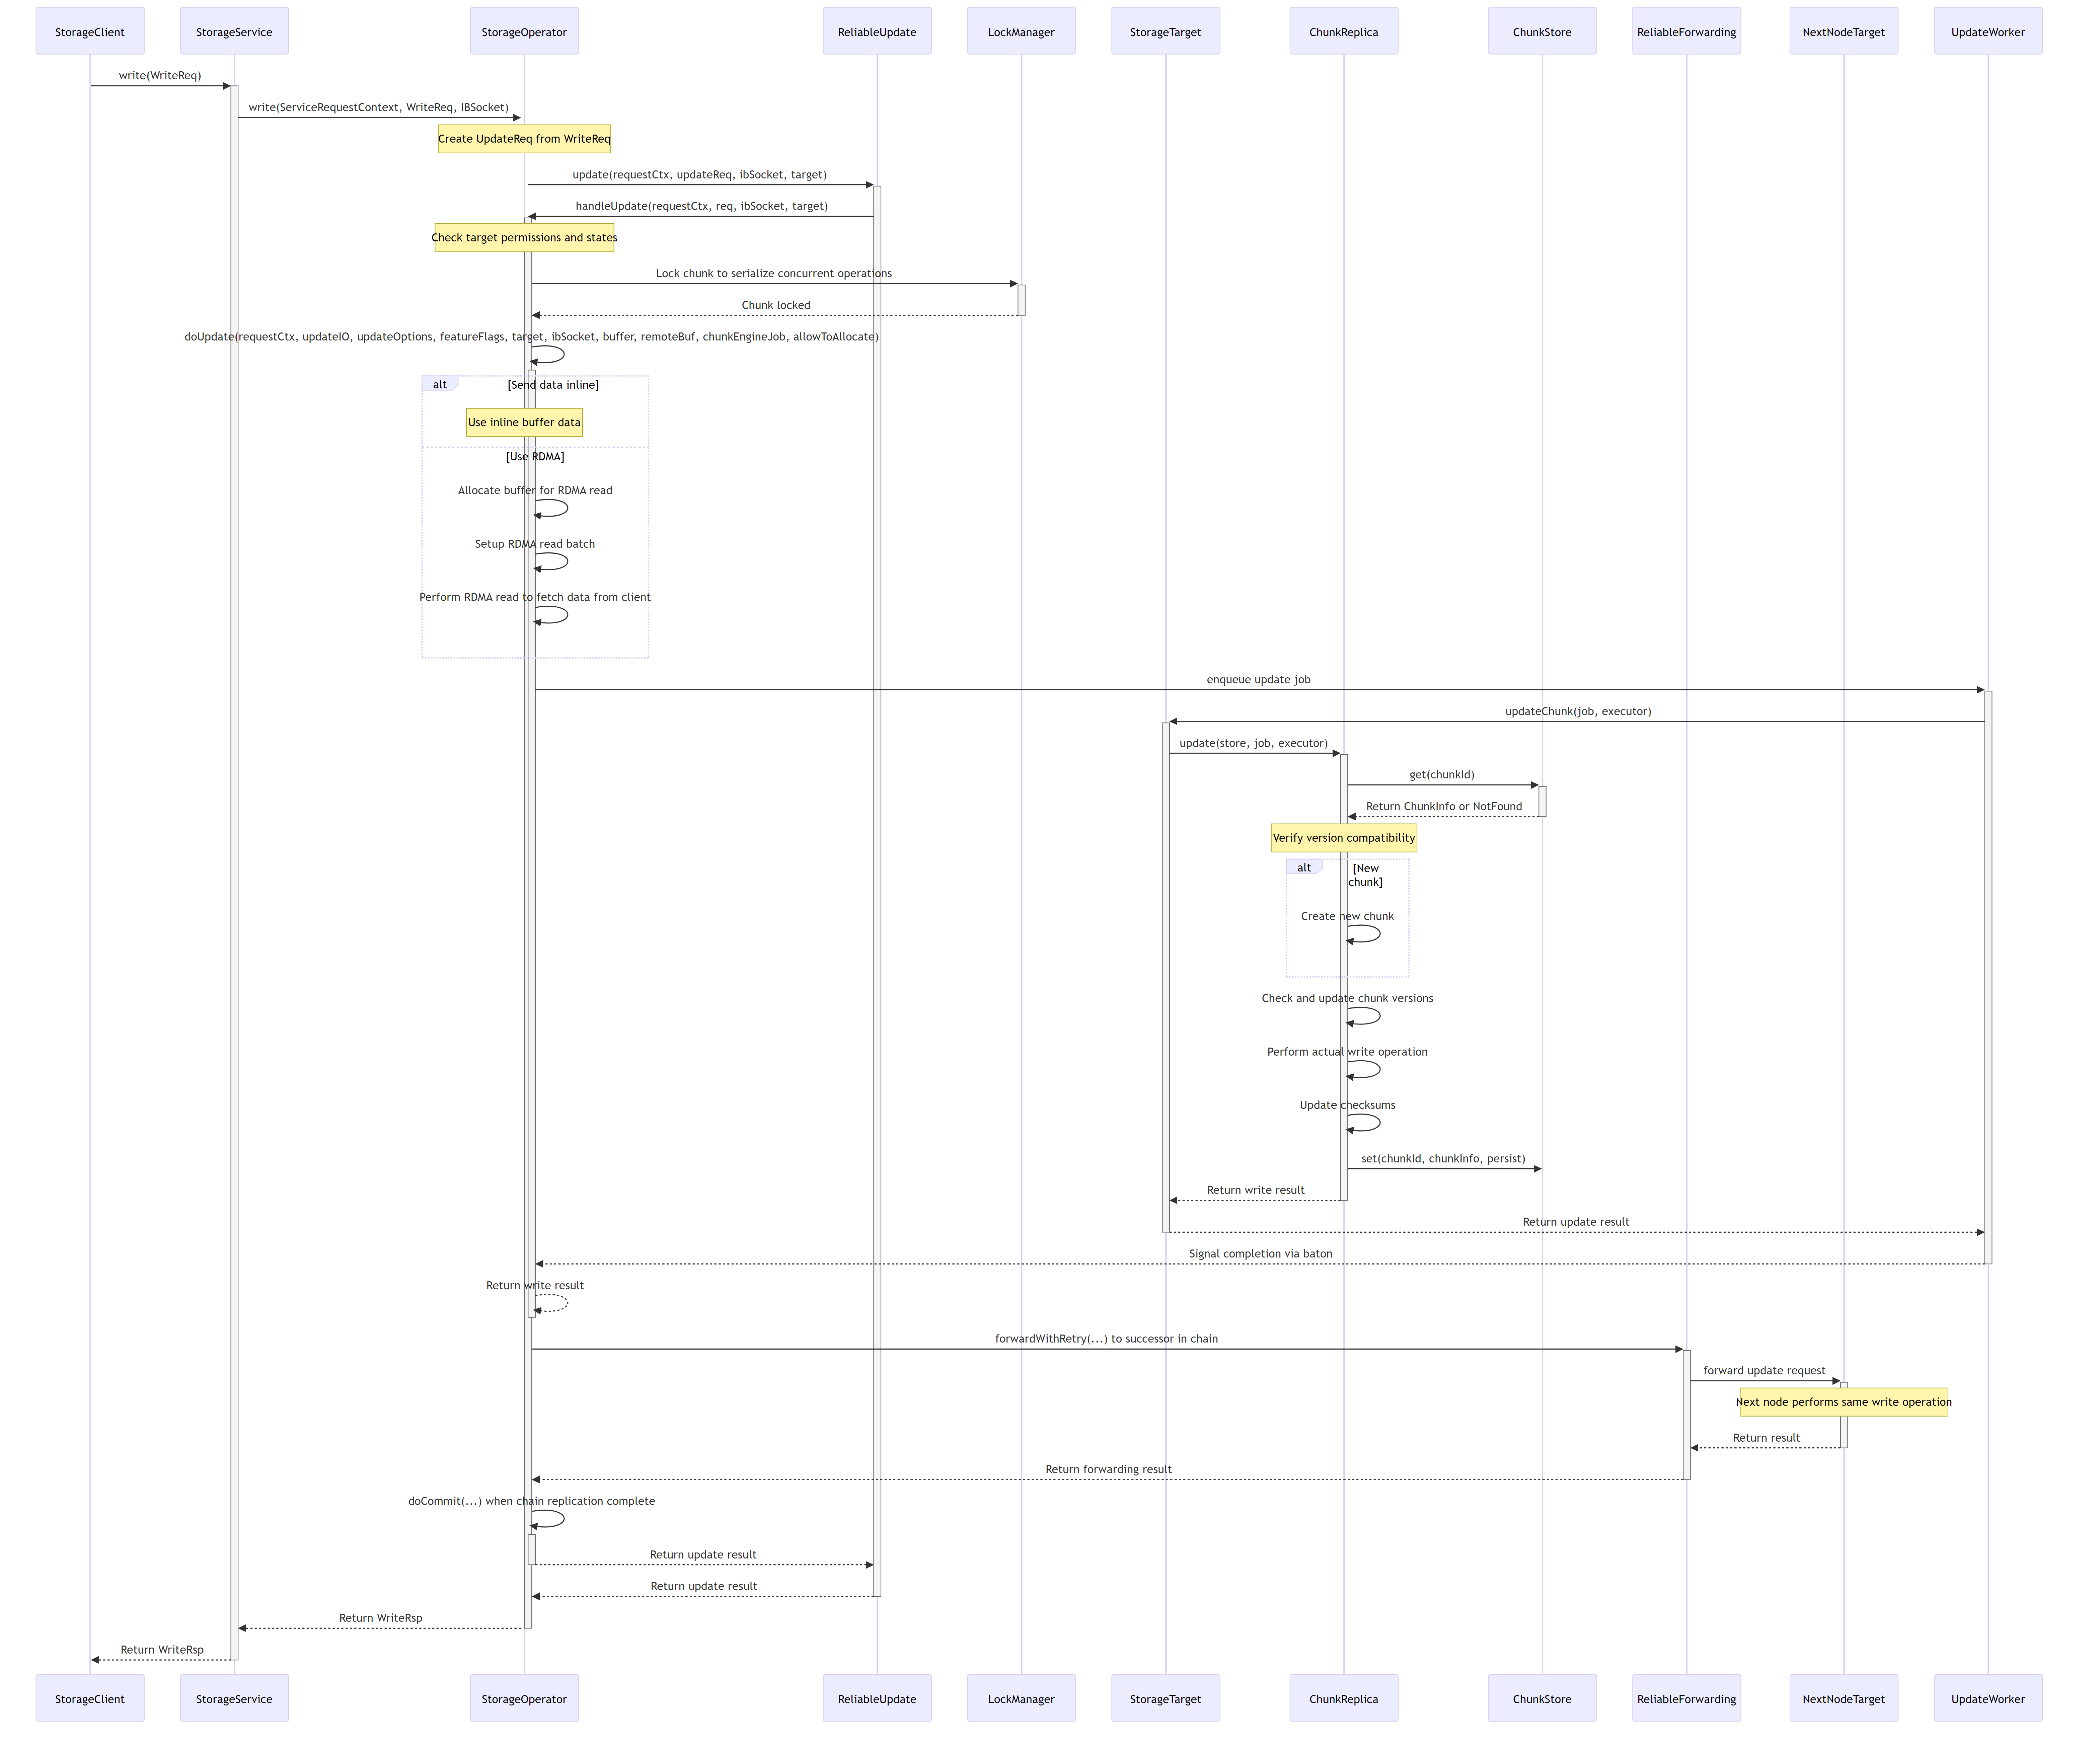 StorageClient
StorageService
StorageOperator
ReliableUpdate
LockManager
StorageTarget
ChunkReplica
ChunkStore
ReliableForwarding
NextNodeTarget
UpdateWorker
write(WriteReq)
write(ServiceRequestContext, WriteReq, IBSocket)
Create UpdateReq from WriteReq
update(requestCtx, updateReq, ibSocket, target)
handleUpdate(requestCtx, req, ibSocket, target)
Check target permissions and states
Lock chunk to serialize concurrent operations
Chunk locked
doUpdate(requestCtx, updateIO, updateOptions, featureFlags, target, ibSocket, buffer, remoteBuf, chunkEngineJob, allowToAllocate)
alt
[Send data inline]
Use inline buffer data
[Use RDMA]
Allocate buffer for RDMA read
Setup RDMA read batch
Perform RDMA read to fetch data from client
enqueue update job
updateChunk(job, executor)
update(store, job, executor)
get(chunkId)
Return ChunkInfo or NotFound
Verify version compatibility
alt
[New
chunk]
Create new chunk
Check and update chunk versions
Perform actual write operation
Update checksums
set(chunkId, chunkInfo, persist)
Return write result
Return update result
Signal completion via baton
Return write result
forwardWithRetry(...) to successor in chain
forward update request
Next node performs same write operation
Return result
Return forwarding result
doCommit(...) when chain replication complete
Return update result
Return update result
Return WriteRsp
Return WriteRsp
StorageClient
StorageService
StorageOperator
ReliableUpdate
LockManager
StorageTarget
ChunkReplica
ChunkStore
ReliableForwarding
NextNodeTarget
UpdateWorker